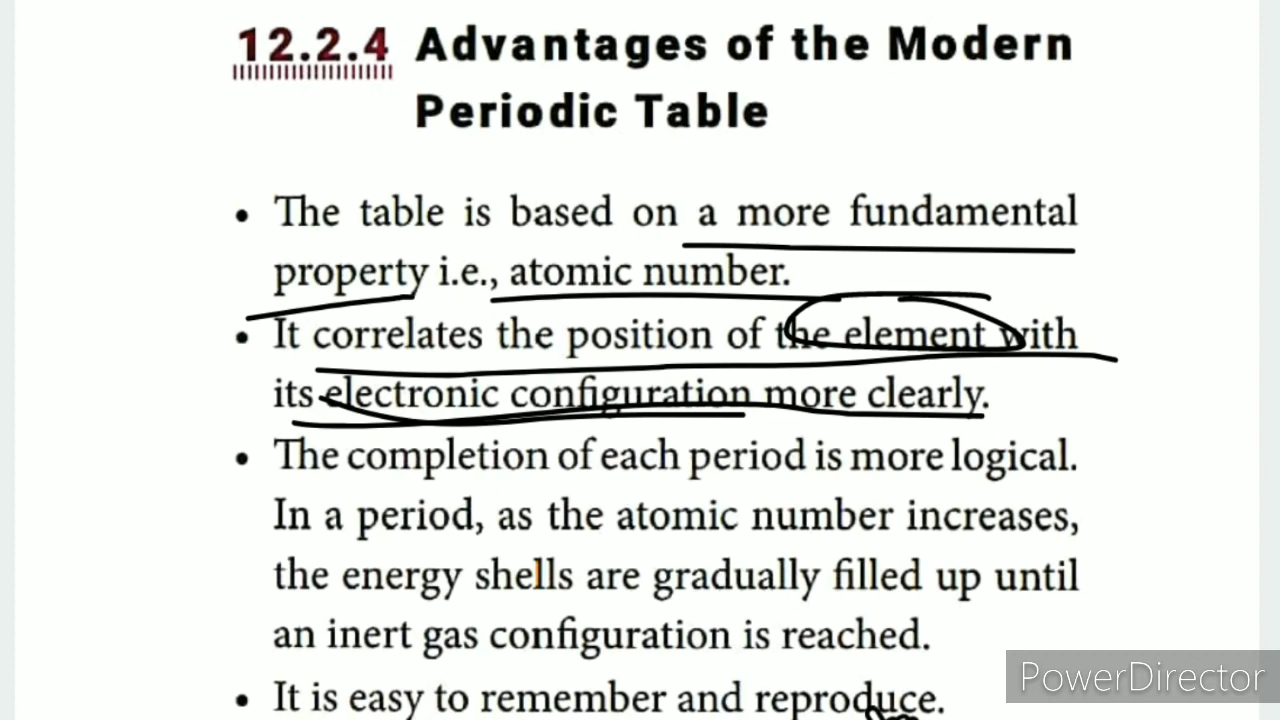 12.2.4 Advantages of the Modern
Periodic Table
• The table is based on a more fundamental
property i.e., atomic number.
• It correlates the position of the element with
its electronic configuration more clearly.
• The completion of each period is more logical.
In a period, as the atomic number increases,
the energy shells are gradually filled up until
an inert gas configuration is reached.
• It is easy to remember and reproduce.
PowerDirector